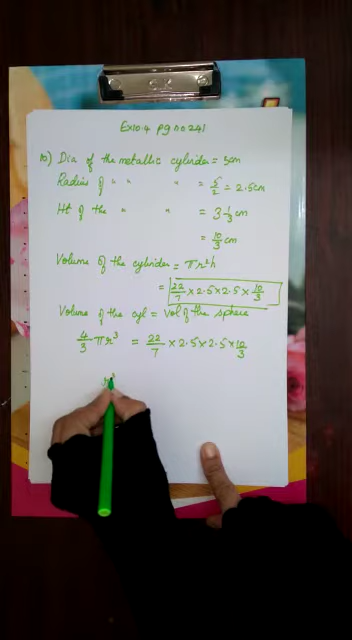 Ex10.4 pg no 241
10) Dia of the metallic cylinder = 5cm
Radius of " " " = 5/2 = 2.5cm
Ht of the " " = 3 1/3 cm
= 10/3 cm
Volume of the cylinder = πr²h
= 22/7 × 2.5 × 2.5 × 10/3
Volume of the cyl = vol of the sphere
4/3 πr³ = 22/7 × 2.5 × 2.5 × 10/3
r³